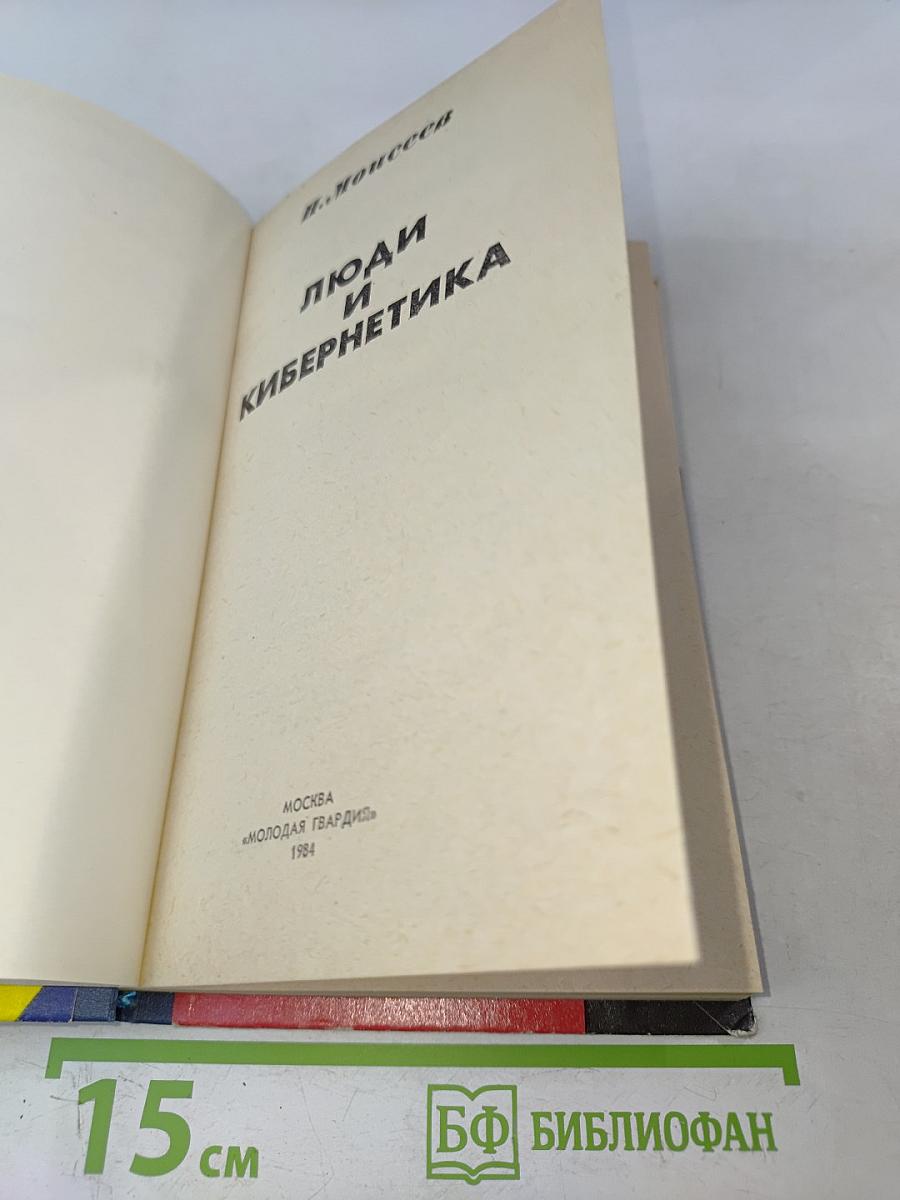 Н. Моисеев
ЛЮДИ
И
КИБЕРНЕТИКА
МОСКВА
«МОЛОДАЯ ГВАРДИЯ»
1984
15 см
БФ БИБЛИОФАН